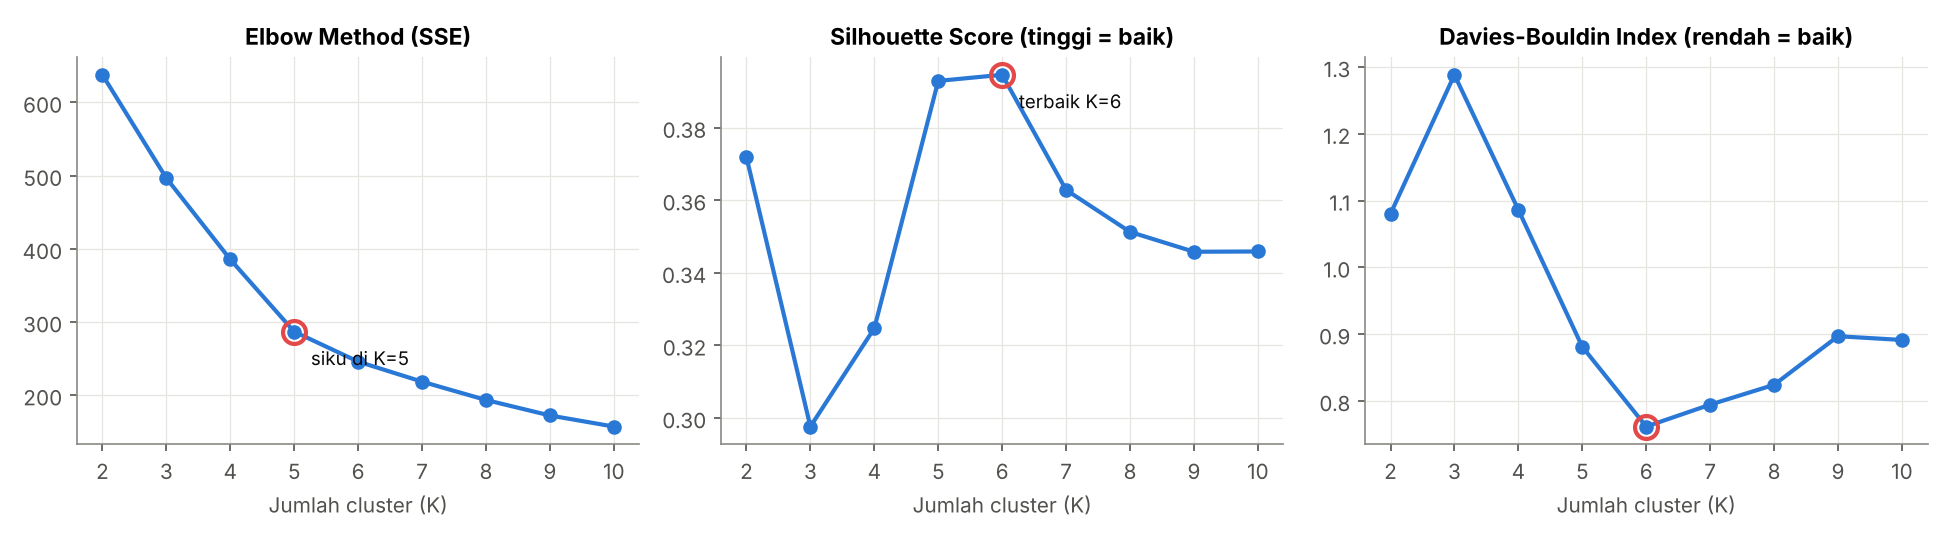 Elbow Method (SSE)
600
500
400
300
200
siku di K=5
2 3 4 5 6 7 8 9 10
Jumlah cluster (K)
Silhouette Score (tinggi = baik)
0.38
0.36
0.34
0.32
0.30
terbaik K=6
2 3 4 5 6 7 8 9 10
Jumlah cluster (K)
Davies-Bouldin Index (rendah = baik)
1.3
1.2
1.1
1.0
0.9
0.8
2 3 4 5 6 7 8 9 10
Jumlah cluster (K)